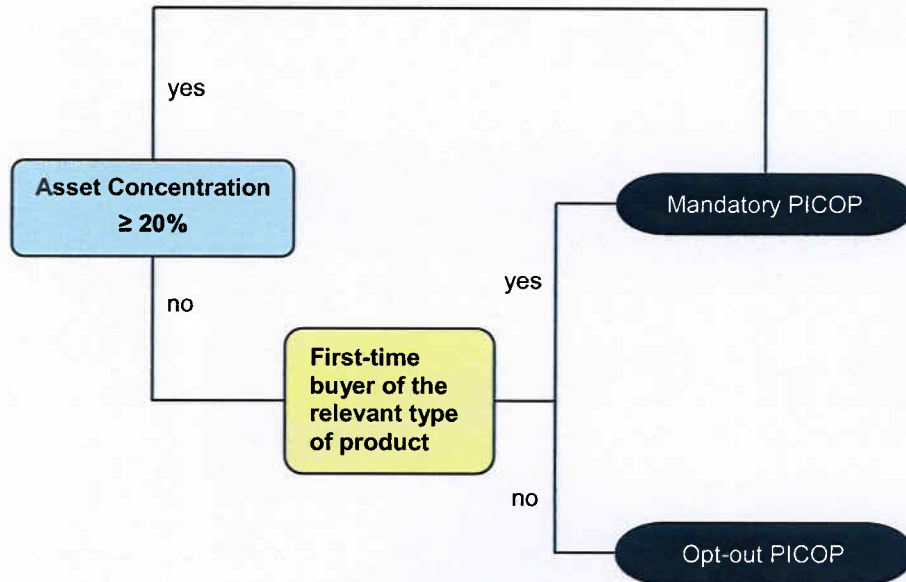 yes
Asset Concentration
≥ 20%
Mandatory PICOP
yes
no
First-time
buyer of the
relevant type
of product
no
Opt-out PICOP